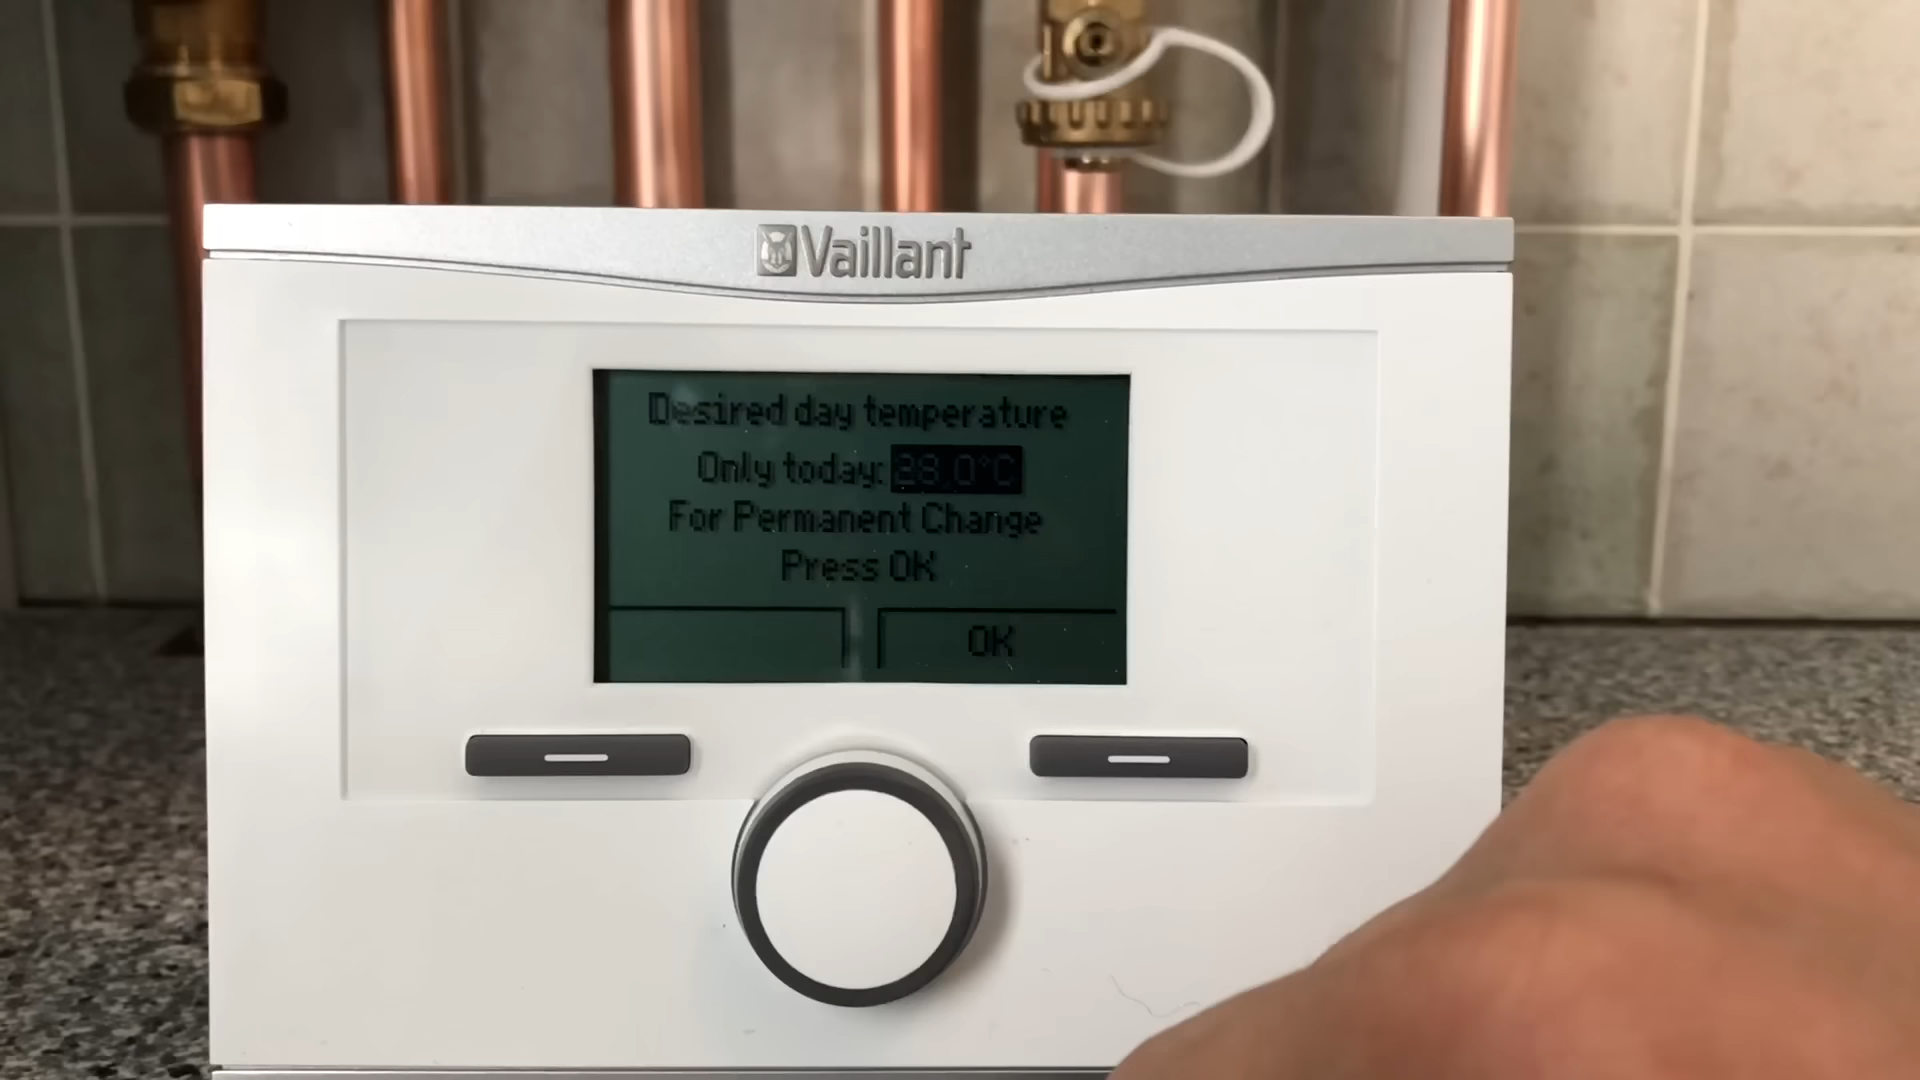 Vaillant
Desired day temperature
Only today: 28.0°C
For Permanent Change
Press OK
OK